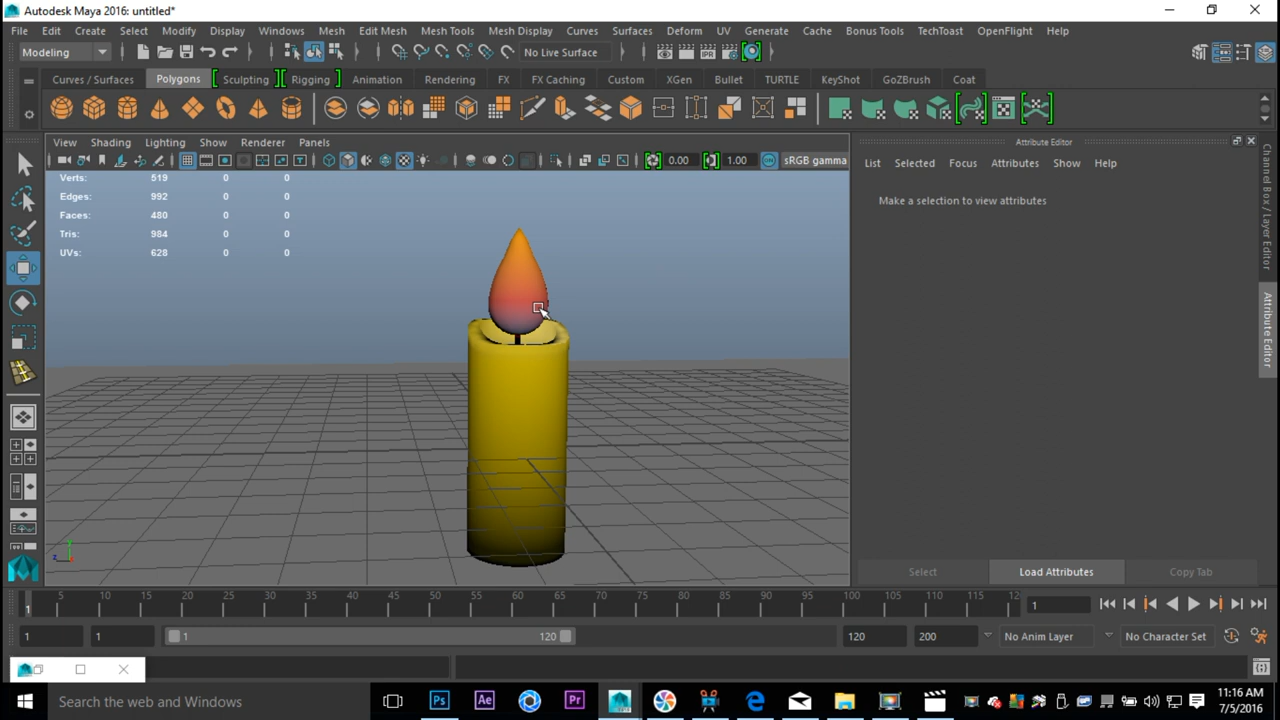 Autodesk Maya 2016: untitled*
File Edit Create Select Modify Display Windows Mesh Edit Mesh Mesh Tools Mesh Display Curves Surfaces Deform UV Generate Cache Bonus Tools TechToast OpenFlight Help
Modeling No Live Surface
Curves / Surfaces Polygons Sculpting Rigging Animation Rendering FX FX Caching Custom XGen Bullet TURTLE KeyShot GoZBrush Coat
View Shading Lighting Show Renderer Panels
0.00 1.00 sRGB gamma
Verts: 519 0 0
Edges: 992 0 0
Faces: 480 0 0
Tris: 984 0 0
UVs: 628 0 0
Attribute Editor
List Selected Focus Attributes Show Help
Make a selection to view attributes
Channel Box / Layer Editor
Attribute Editor
Select Load Attributes Copy Tab
5 10 15 20 25 30 35 40 45 50 55 60 65 70 75 80 85 90 95 100 105 110 115 12
1 1
1 1 1 120 120 200 No Anim Layer No Character Set
Search the web and Windows
Ps Ae Pr
11:16 AM
7/5/2016